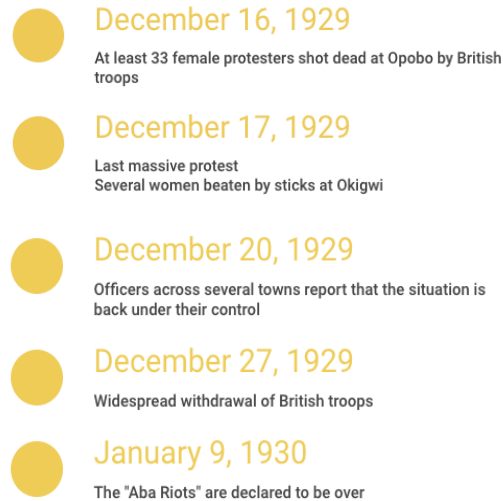 December 16, 1929
At least 33 female protesters shot dead at Opobo by British
troops
December 17, 1929
Last massive protest
Several women beaten by sticks at Okigwi
December 20, 1929
Officers across several towns report that the situation is
back under their control
December 27, 1929
Widespread withdrawal of British troops
January 9, 1930
The "Aba Riots" are declared to be over